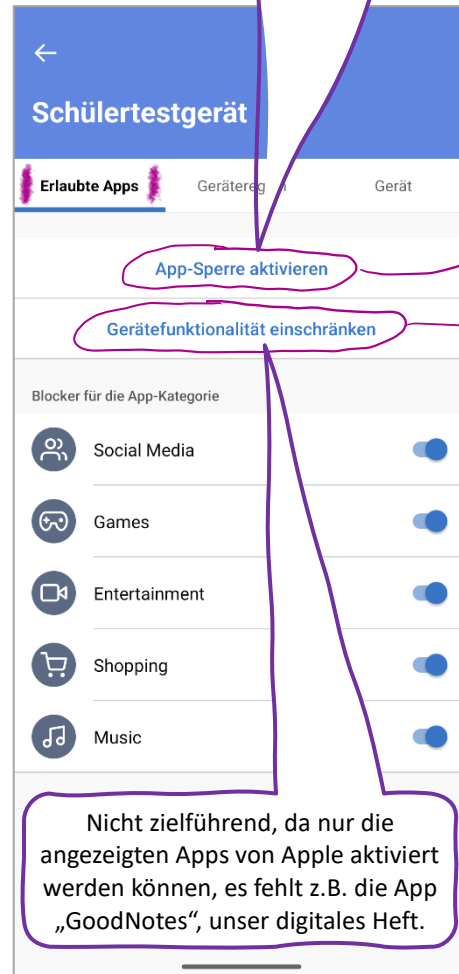 Schülertestgerät
Erlaubte Apps Gerätereg n Gerät
App-Sperre aktivieren
Gerätefunktionalität einschränken
Blocker für die App-Kategorie
Social Media
Games
Entertainment
Shopping
Music
Nicht zielführend, da nur die
angezeigten Apps von Apple aktiviert
werden können, es fehlt z.B. die App
„GoodNotes“, unser digitales Heft.